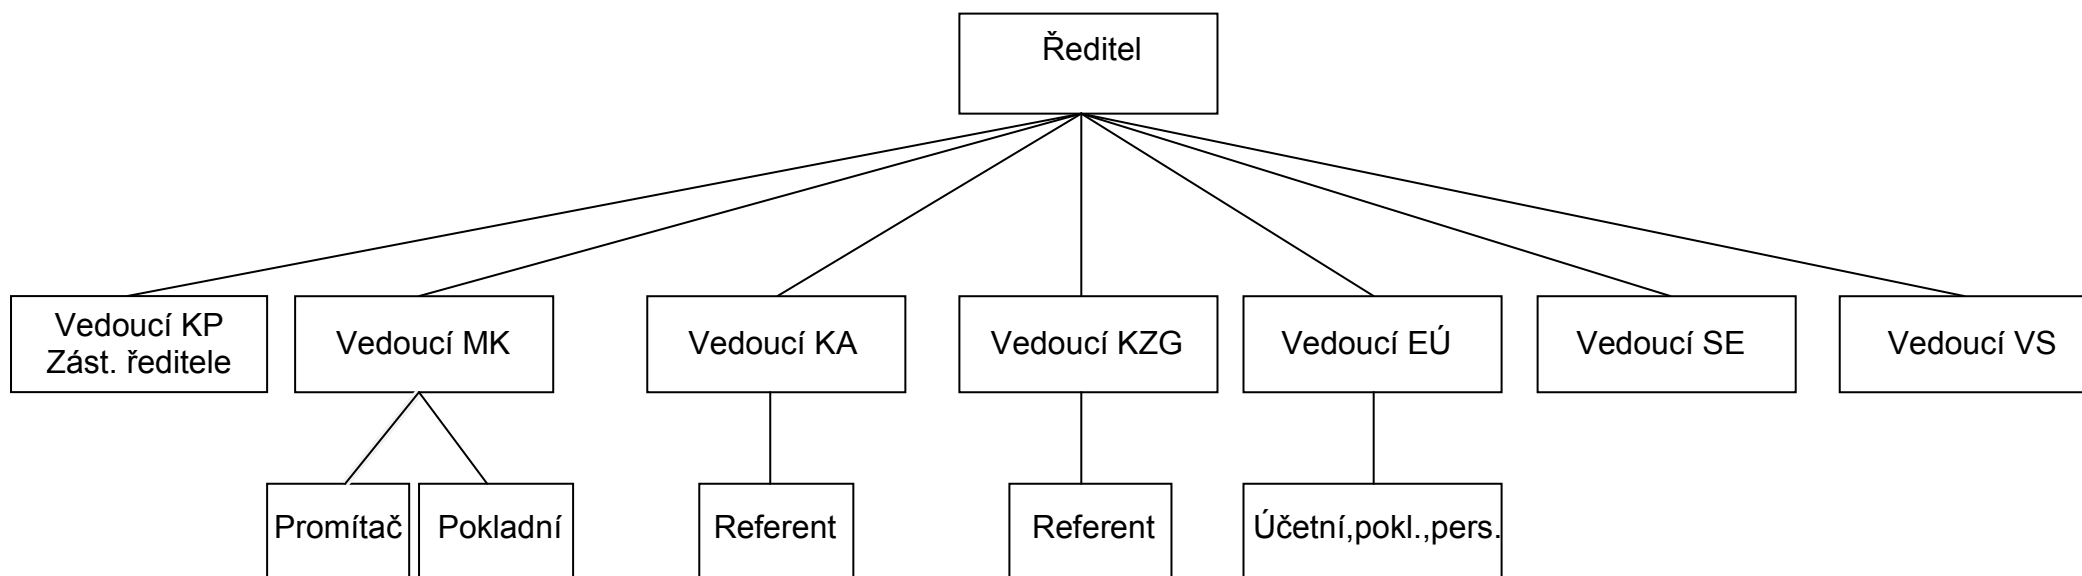 Ředitel
Vedoucí KP
Zást. ředitele
Vedoucí MK
Vedoucí KA
Vedoucí KZG
Vedoucí EÚ
Vedoucí SE
Vedoucí VS
Promítač
Pokladní
Referent
Referent
Účetní,pokl.,pers.